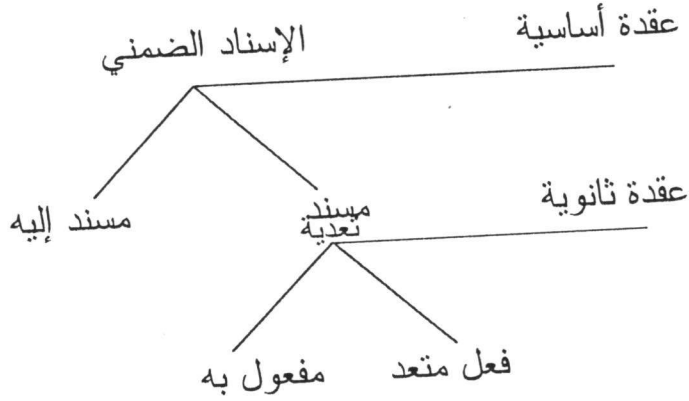 عقدة أساسية
الإسناد الضمني
عقدة ثانوية
مسند
تعدية
مسند إليه
فعل متعد
مفعول به